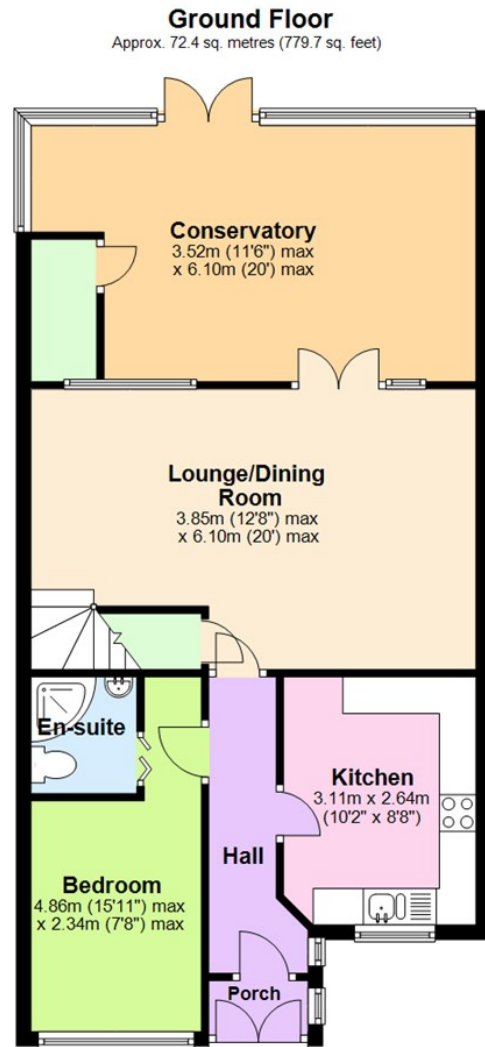 Ground Floor
Approx. 72.4 sq. metres (779.7 sq. feet)
Conservatory
3.52m (11'6") max
x 6.10m (20') max
Lounge/Dining
Room
3.85m (12'8") max
x 6.10m (20') max
En-suite
Kitchen
3.11m x 2.64m
(10'2" x 8'8")
Hall
Bedroom
4.86m (15'11") max
x 2.34m (7'8") max
Porch